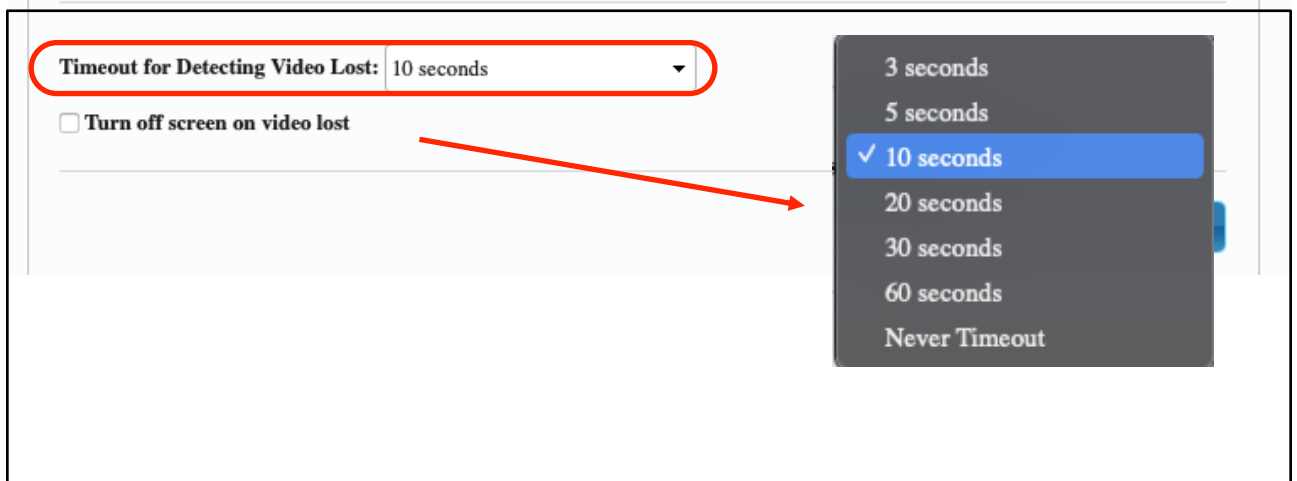 Timeout for Detecting Video Lost: 10 seconds
Turn off screen on video lost
3 seconds
5 seconds
✓ 10 seconds
20 seconds
30 seconds
60 seconds
Never Timeout